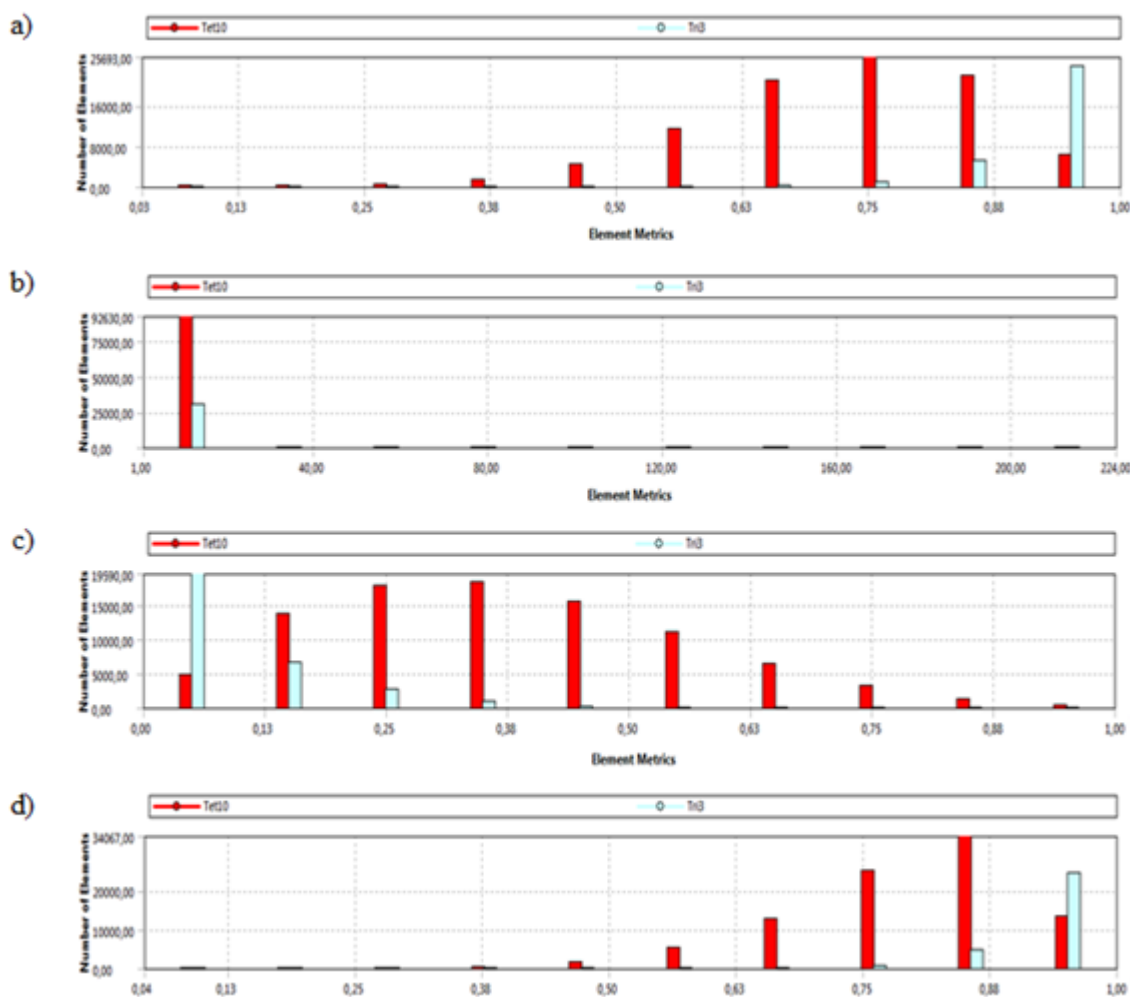 a)
Tet10 Tri3
25693,00
16000,00
8000,00
0,00
Number of Elements
0,03 0,13 0,25 0,38 0,50 0,63 0,75 0,88 1,00
Element Metrics
b)
Tet10 Tri3
92630,00
75000,00
50000,00
25000,00
0,00
Number of Elements
1,00 40,00 80,00 120,00 160,00 200,00 224,00
Element Metrics
c)
Tet10 Tri3
19590,00
15000,00
10000,00
5000,00
0,00
Number of Elements
0,00 0,13 0,25 0,38 0,50 0,63 0,75 0,88 1,00
Element Metrics
d)
Tet10 Tri3
34067,00
20000,00
10000,00
0,00
Number of Elements
0,04 0,13 0,25 0,38 0,50 0,63 0,75 0,88 1,00